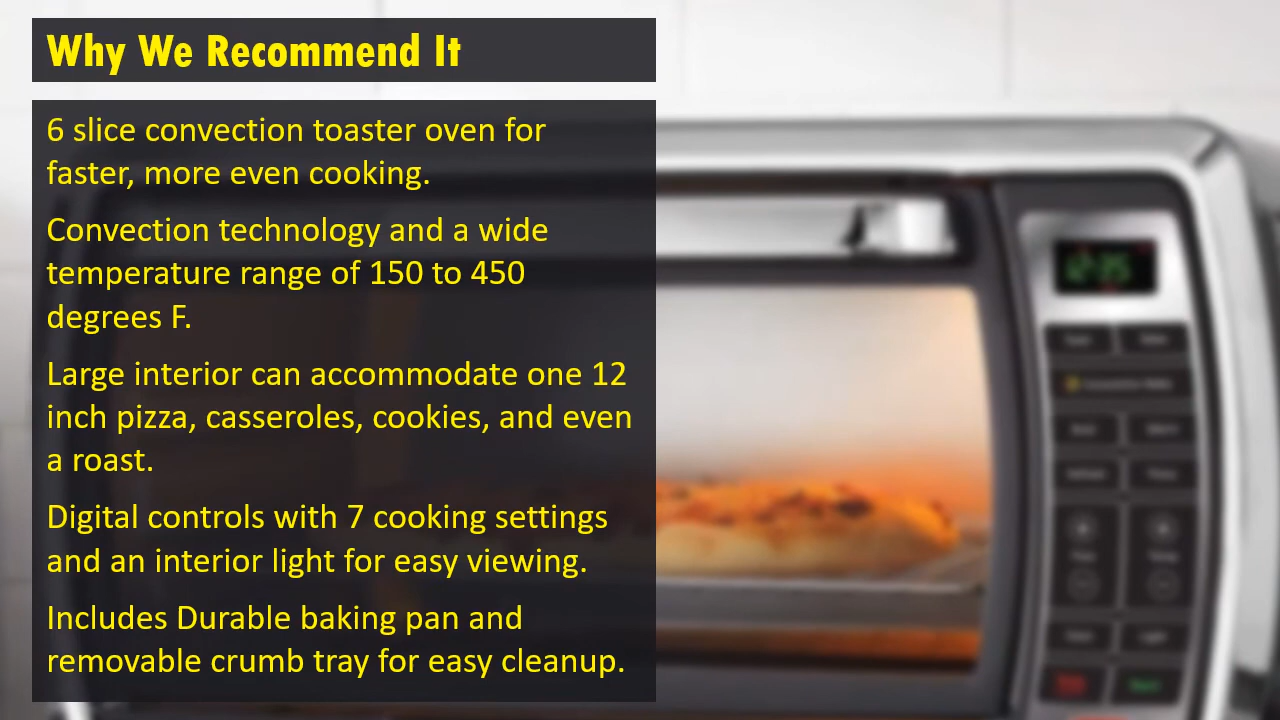 Why We Recommend It
6 slice convection toaster oven for
faster, more even cooking.
Convection technology and a wide
temperature range of 150 to 450
degrees F.
Large interior can accommodate one 12
inch pizza, casseroles, cookies, and even
a roast.
Digital controls with 7 cooking settings
and an interior light for easy viewing.
Includes Durable baking pan and
removable crumb tray for easy cleanup.